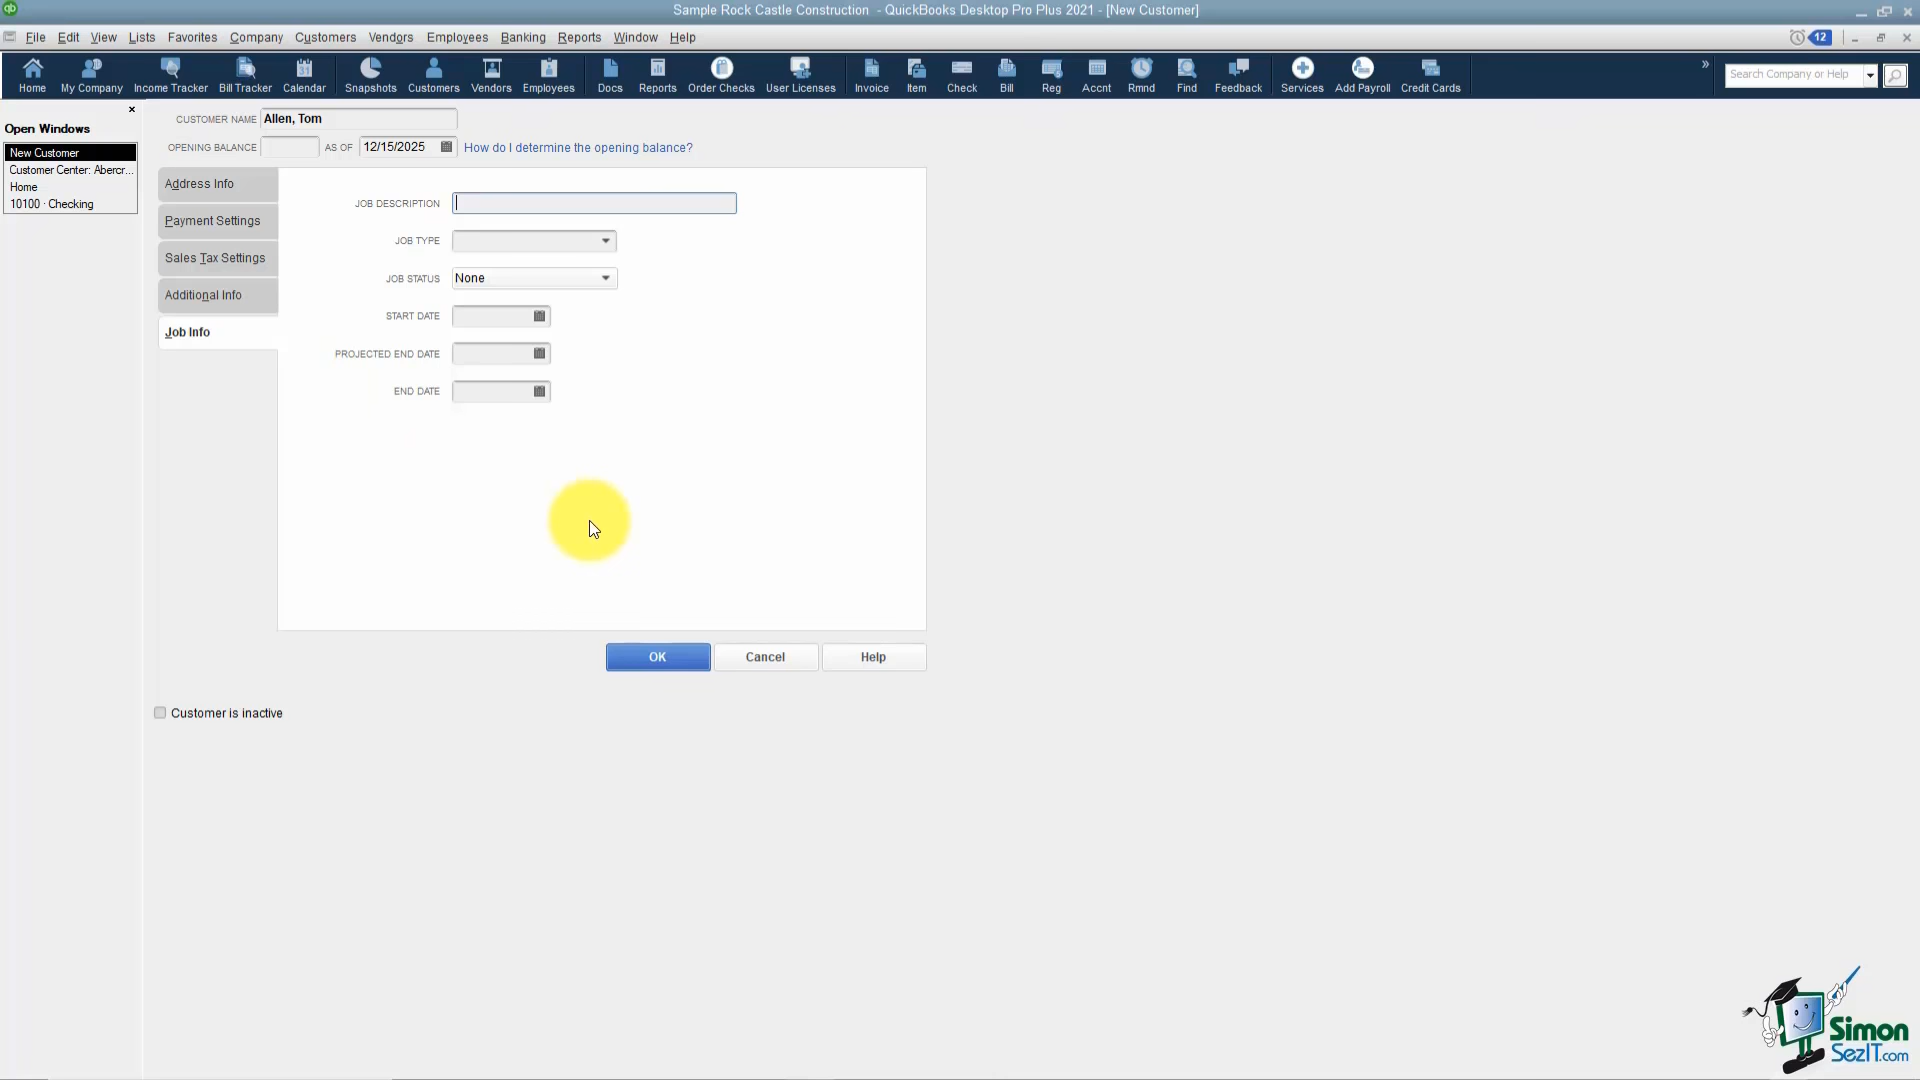 Sample Rock Castle Construction - QuickBooks Desktop Pro Plus 2021 - [New Customer]
qb
File Edit View Lists Favorites Company Customers Vendors Employees Banking Reports Window Help
12
Home My Company Income Tracker Bill Tracker Calendar Snapshots Customers Vendors Employees Docs Reports Order Checks User Licenses Invoice Item Check Bill Reg Accnt Rmnd Find Feedback Services Add Payroll Credit Cards
» Search Company or Help
Open Windows
New Customer
Customer Center: Abercr...
Home
10100 · Checking
CUSTOMER NAME Allen, Tom
OPENING BALANCE AS OF 12/15/2025 How do I determine the opening balance?
Address Info
Payment Settings
Sales Tax Settings
Additional Info
Job Info
JOB DESCRIPTION
JOB TYPE
JOB STATUS None
START DATE
PROJECTED END DATE
END DATE
OK Cancel Help
Customer is inactive
Simon
SezIT.com